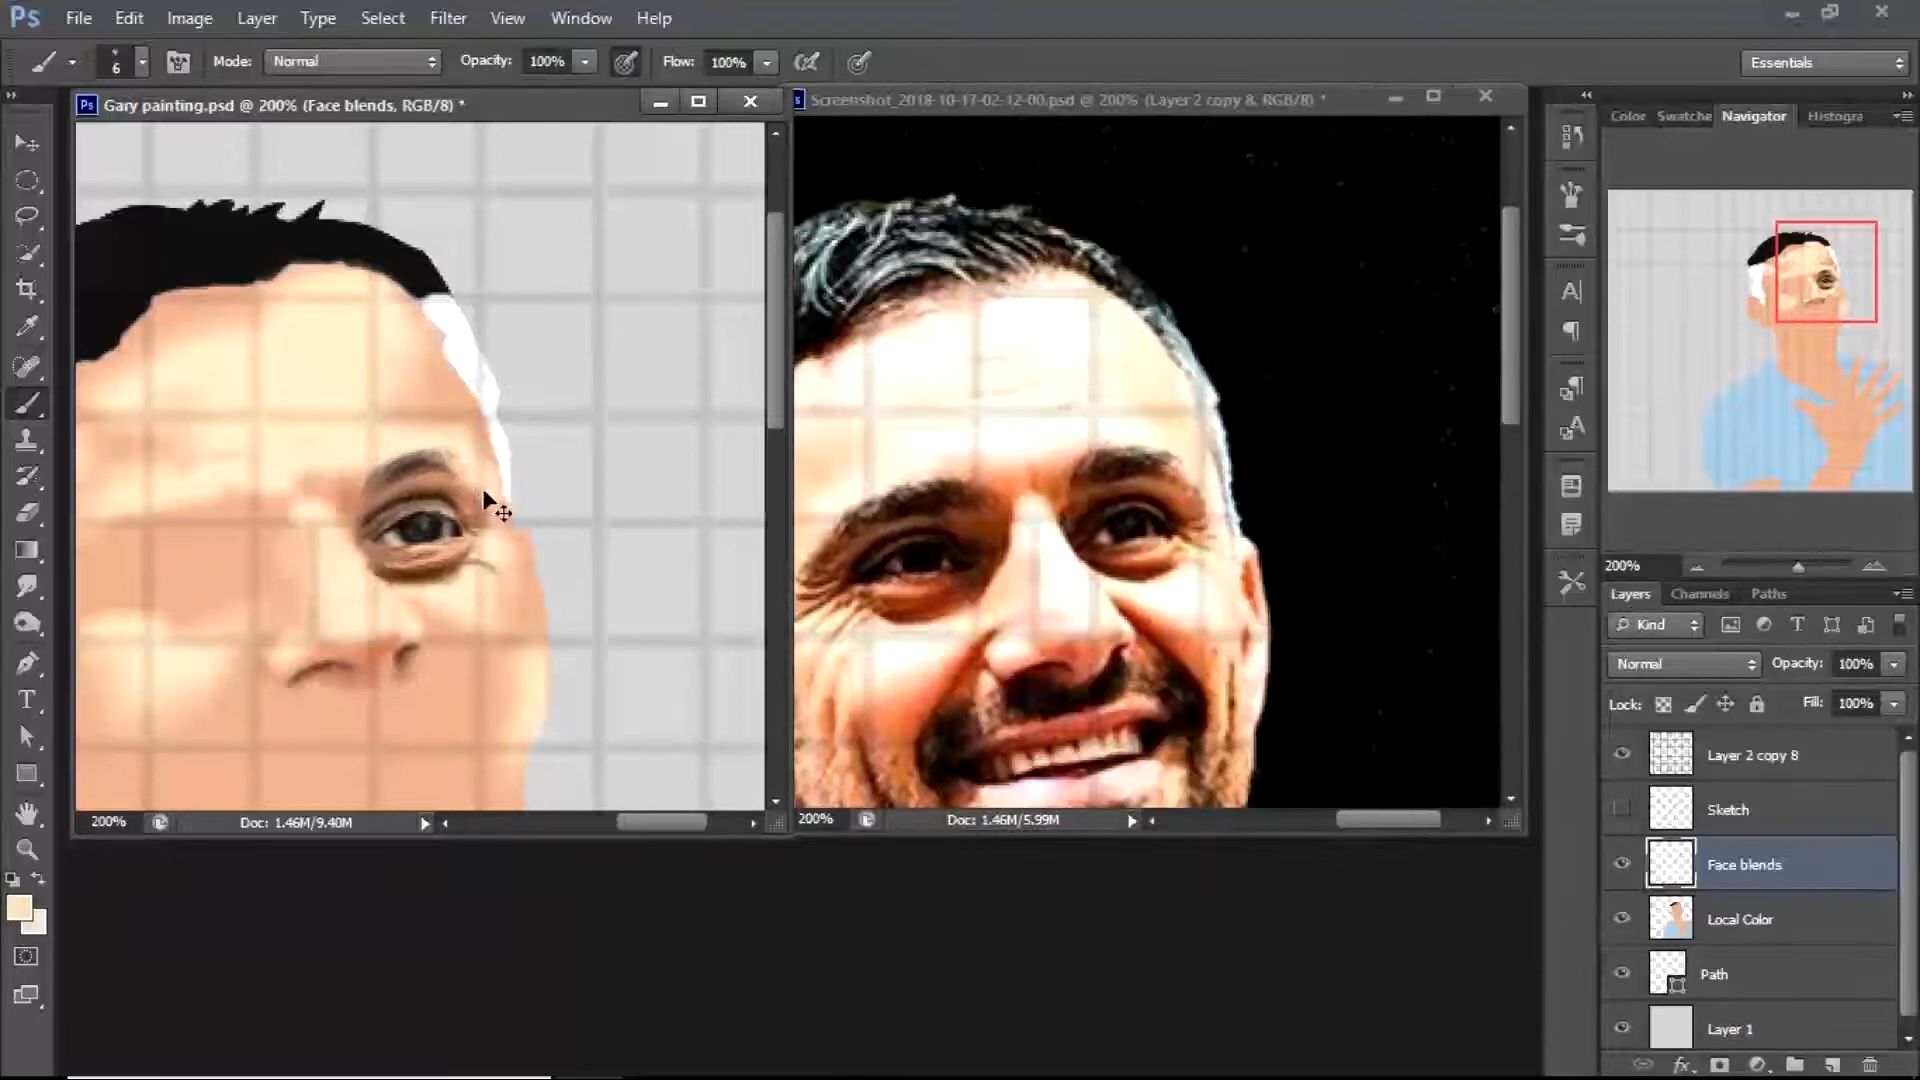 Ps File Edit Image Layer Type Select Filter View Window Help
6 Mode: Normal Opacity: 100% Flow: 100% Essentials
Ps Gary painting.psd @ 200% (Face blends, RGB/8) *
Screenshot_2018-10-17-02-12-00.psd @ 200% (Layer 2 copy 8, RGB/8) *
Color Swatche Navigator Histogra
200%
Layers Channels Paths
Kind
Normal Opacity: 100%
Lock: Fill: 100%
Layer 2 copy 8
Sketch
Face blends
Local Color
Path
Layer 1
200% Doc: 1.46M/9.40M
200% Doc: 1.46M/5.99M